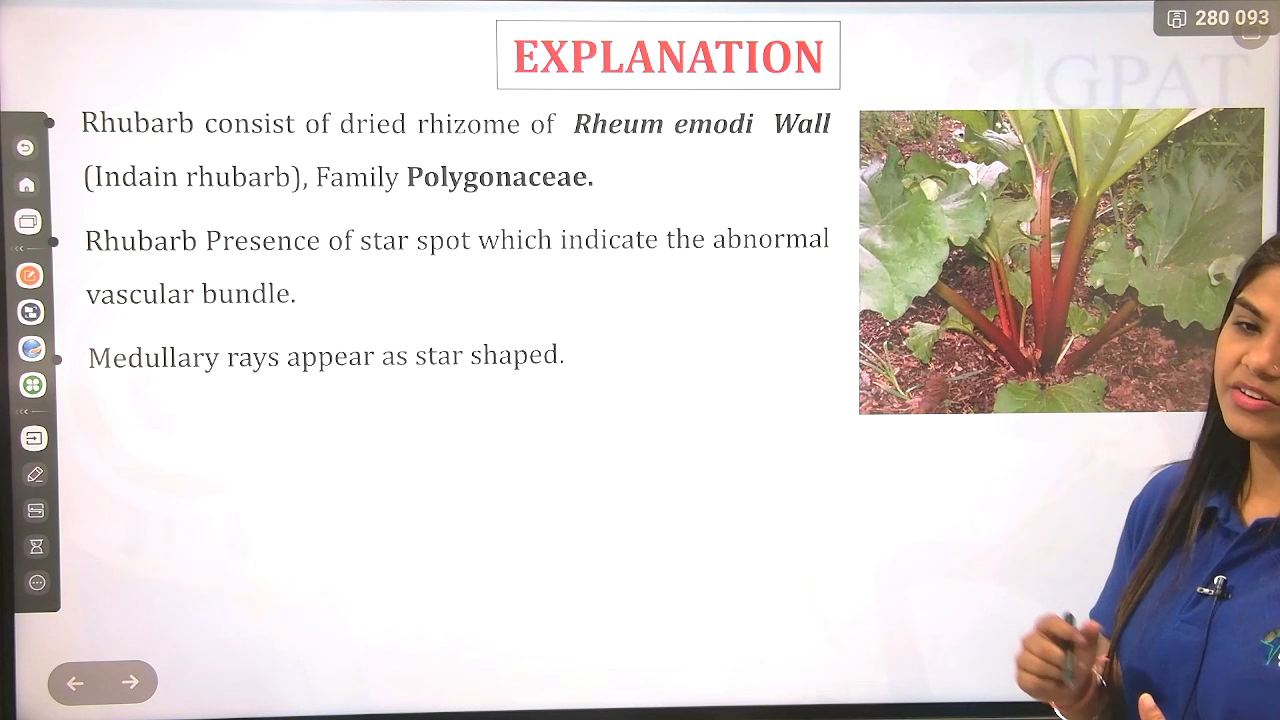 280 093
EXPLANATION
GPAT
Rhubarb consist of dried rhizome of Rheum emodi Wall
(Indain rhubarb), Family Polygonaceae.
Rhubarb Presence of star spot which indicate the abnormal
vascular bundle.
Medullary rays appear as star shaped.